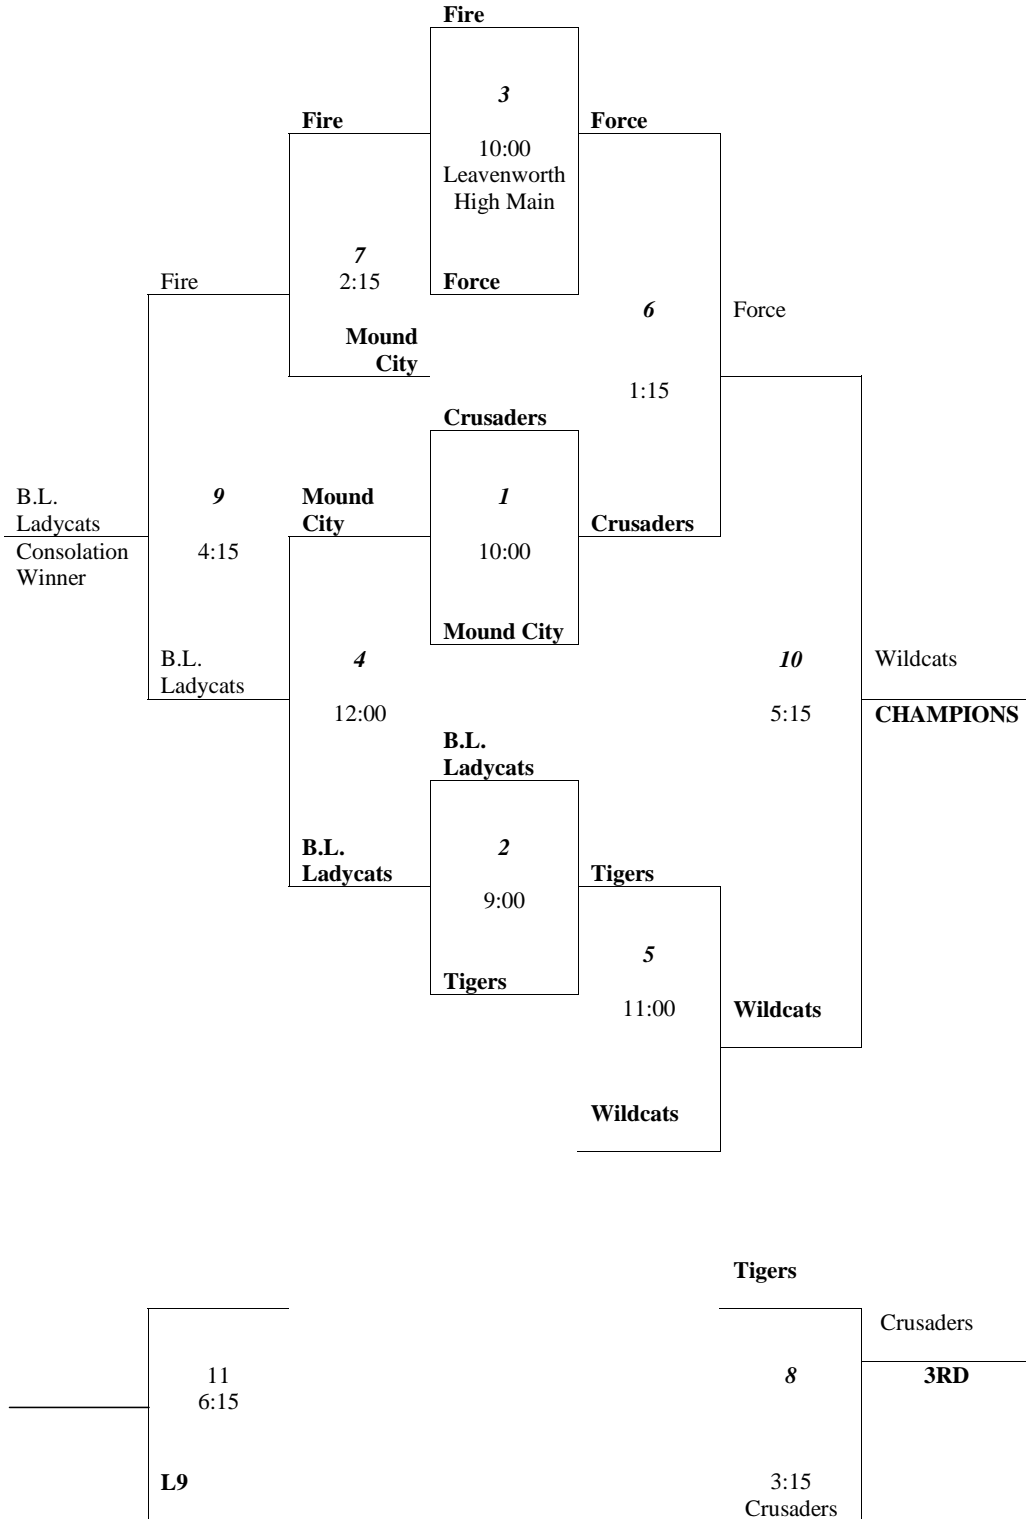 Fire
3
Fire
Force
10:00
Leavenworth
High Main
7
Fire
2:15
Force
6
Force
Mound
City
1:15
Crusaders
B.L.
Ladycats
9
Mound
City
1
Crusaders
Consolation
Winner
4:15
10:00
Mound City
B.L.
Ladycats
4
10
Wildcats
12:00
5:15
CHAMPIONS
B.L.
Ladycats
B.L.
Ladycats
2
Tigers
9:00
5
Tigers
11:00
Wildcats
Wildcats
Tigers
Crusaders
11
6:15
8
3RD
L9
3:15
Crusaders